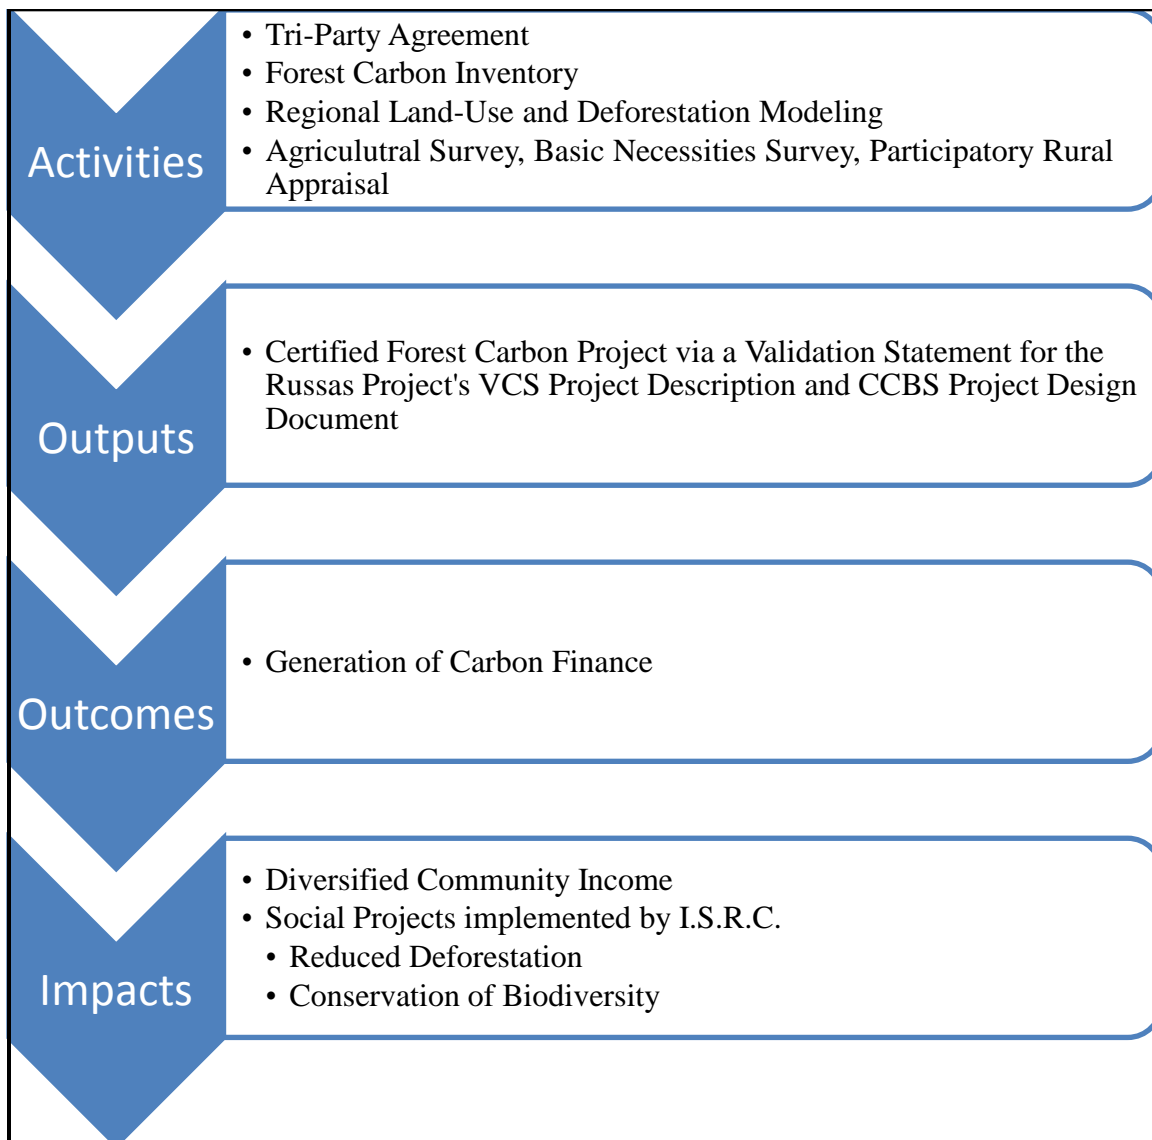 Activities
• Tri-Party Agreement
• Forest Carbon Inventory
• Regional Land-Use and Deforestation Modeling
• Agriculutral Survey, Basic Necessities Survey, Participatory Rural
Appraisal
Outputs
• Certified Forest Carbon Project via a Validation Statement for the
Russas Project's VCS Project Description and CCBS Project Design
Document
Outcomes
• Generation of Carbon Finance
Impacts
• Diversified Community Income
• Social Projects implemented by I.S.R.C.
• Reduced Deforestation
• Conservation of Biodiversity